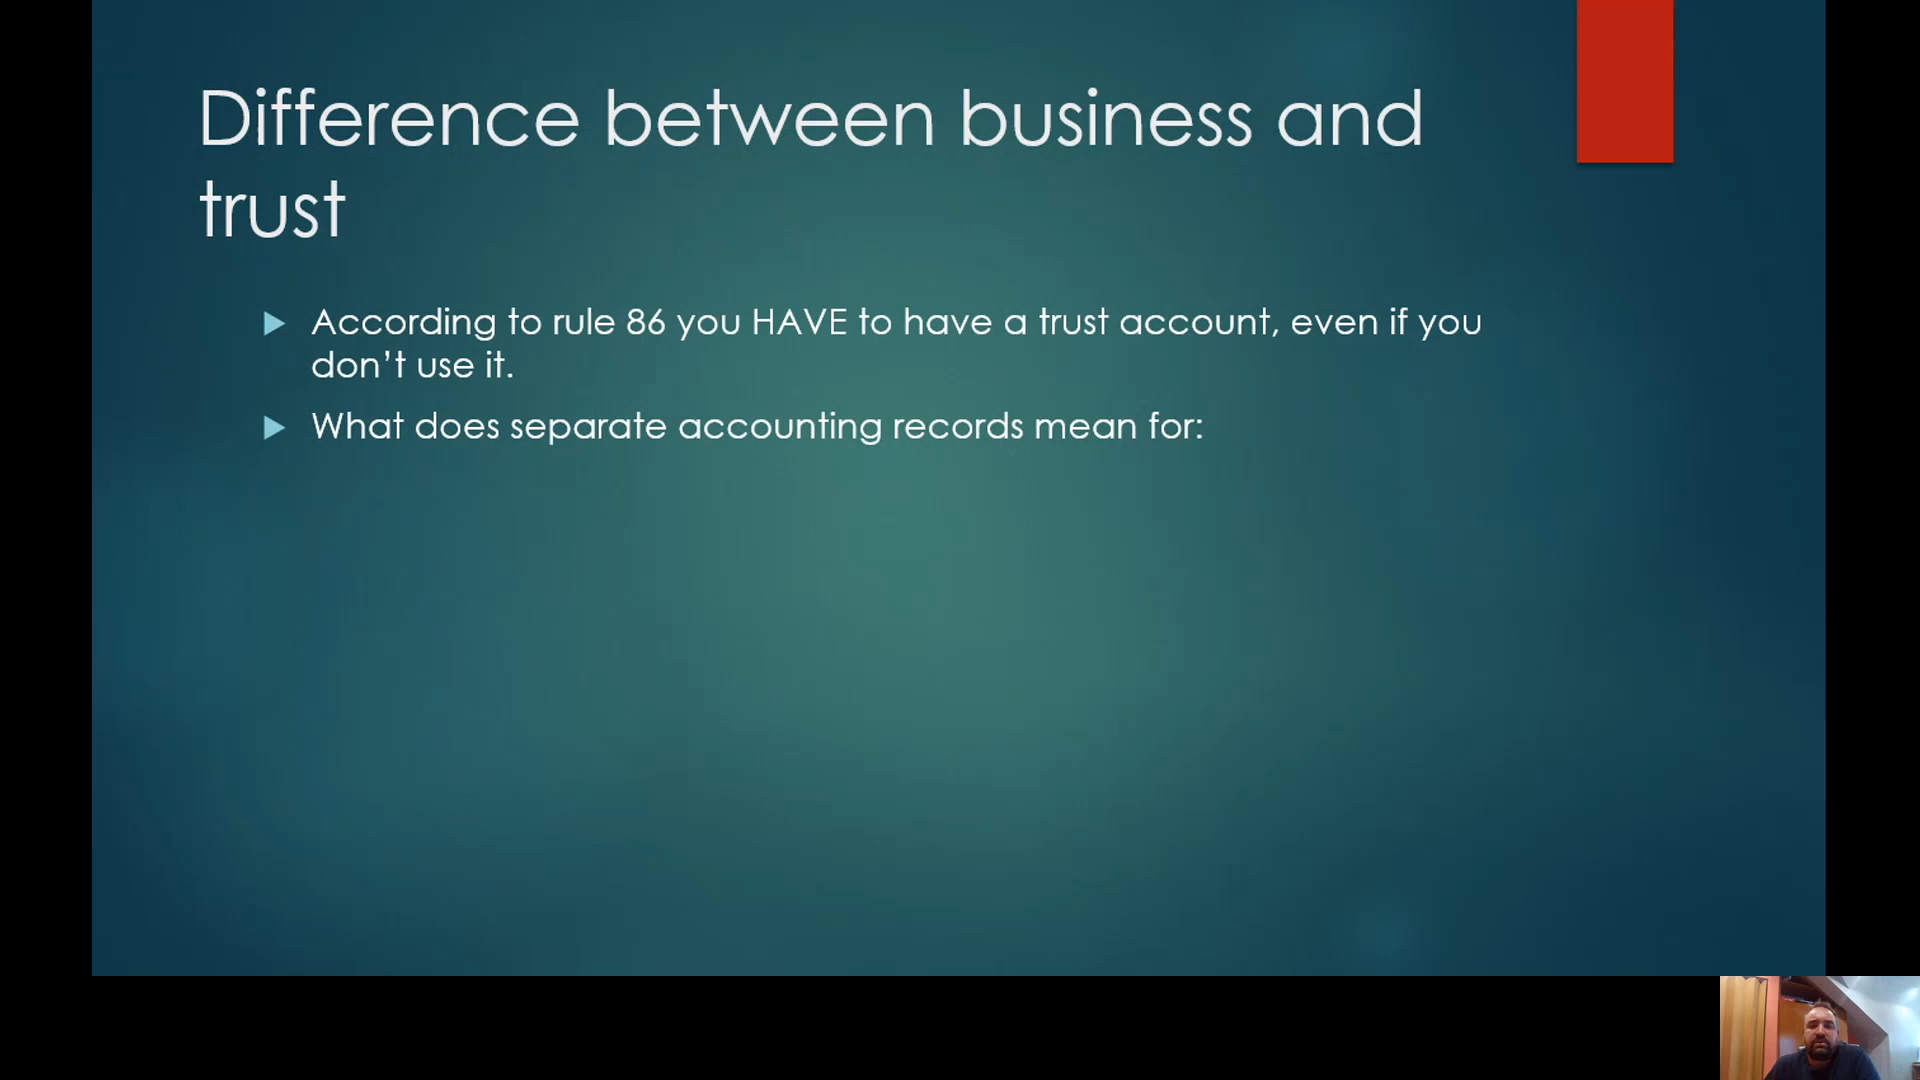 Difference between business and
trust
According to rule 86 you HAVE to have a trust account, even if you
don’t use it.
What does separate accounting records mean for: